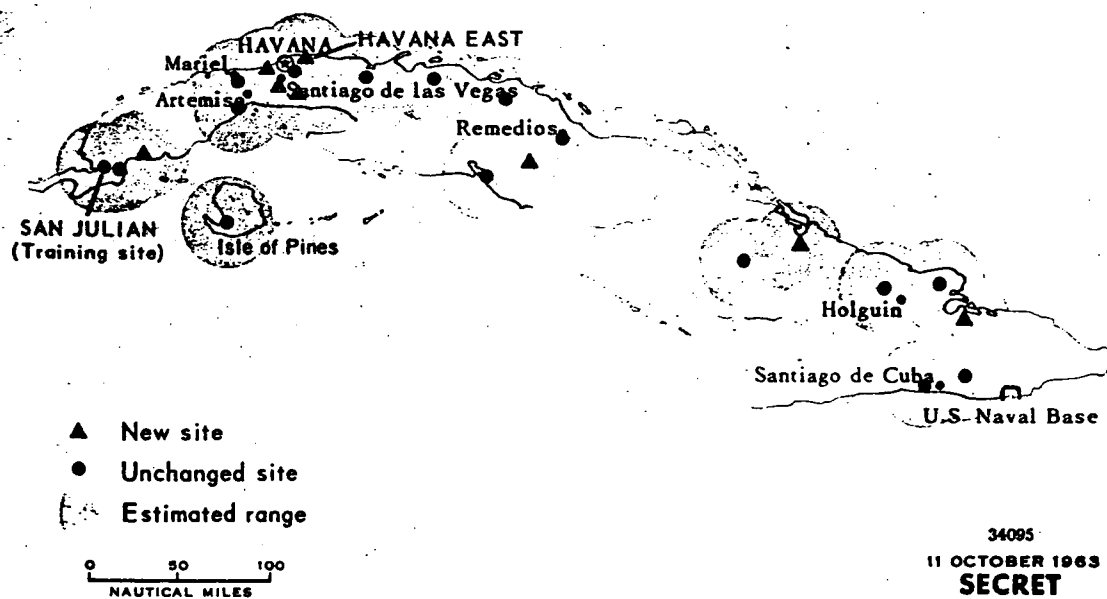 HAVANA
HAVANA EAST
Mariel
Artemisa
Santiago de las Vegas
Remedios
SAN JULIAN
(Training site)
Isle of Pines
Holguin
Santiago de Cuba
U.S. Naval Base
New site
Unchanged site
Estimated range
0 50 100
NAUTICAL MILES
34095
11 OCTOBER 1963
SECRET